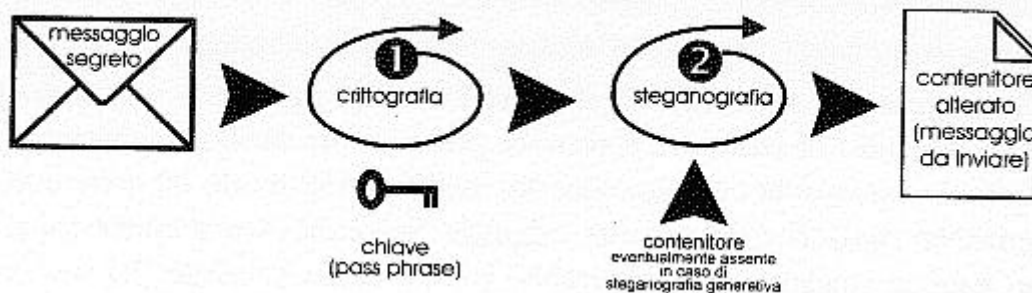 messaggio
segreto
1
crittografia
chiave
(pass phrase)
2
steganografia
contenitore
eventualmente assente
in caso di
steganografia generetiva
contenitore
alterato
(messaggio
da inviare)